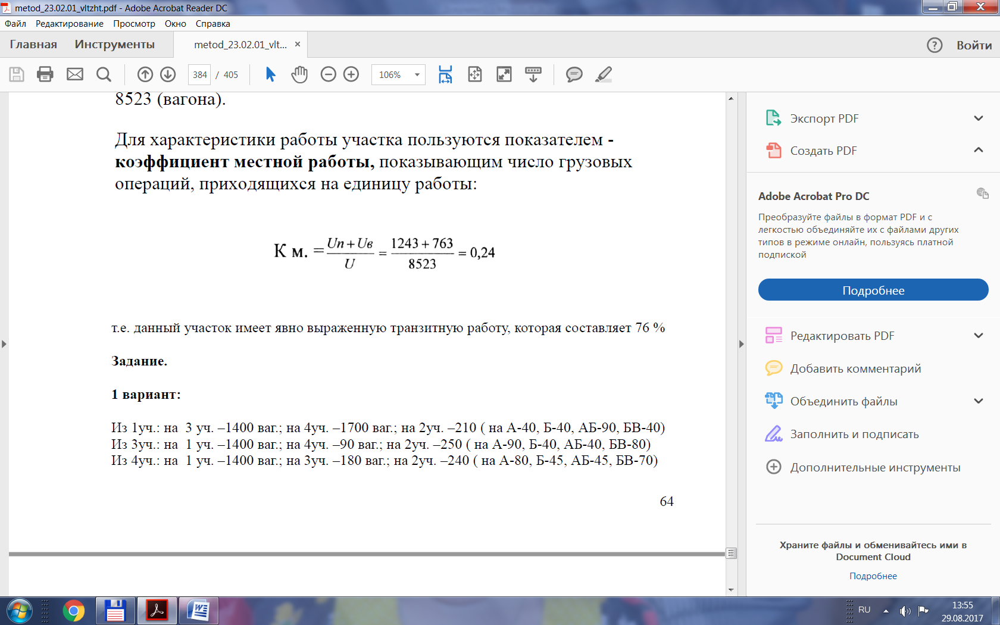 metod_23.02.01_vltzht.pdf - Adobe Acrobat Reader DC
Файл Редактирование Просмотр Окно Справка
Главная Инструменты metod_23.02.01_vlt... × ? Войти
384 / 405 106%
8523 (вагона).
Для характеристики работы участка пользуются показателем -
коэффициент местной работы, показывающим число грузовых
операций, приходящихся на единицу работы:
К м. = (Uп + Uв) / U = (1243 + 763) / 8523 = 0,24
т.е. данный участок имеет явно выраженную транзитную работу, которая составляет 76 %
Задание.
1 вариант:
Из 1уч.: на 3 уч. –1400 ваг.; на 4уч. –1700 ваг.; на 2уч. –210 ( на А-40, Б-40, АБ-90, БВ-40)
Из 3уч.: на 1 уч. –1400 ваг.; на 4уч. –90 ваг.; на 2уч. –250 ( на А-90, Б-40, АБ-40, БВ-80)
Из 4уч.: на 1 уч. –1400 ваг.; на 3уч. –180 ваг.; на 2уч. –240 ( на А-80, Б-45, АБ-45, БВ-70)
64
Экспорт PDF
Создать PDF
Adobe Acrobat Pro DC
Преобразуйте файлы в формат PDF и с
легкостью объединяйте их с файлами других
типов в режиме онлайн, пользуясь платной
подпиской
Подробнее
Редактировать PDF
Добавить комментарий
Объединить файлы
Заполнить и подписать
Дополнительные инструменты
Храните файлы и обменивайтесь ими в
Document Cloud
Подробнее
RU
13:55
29.08.2017